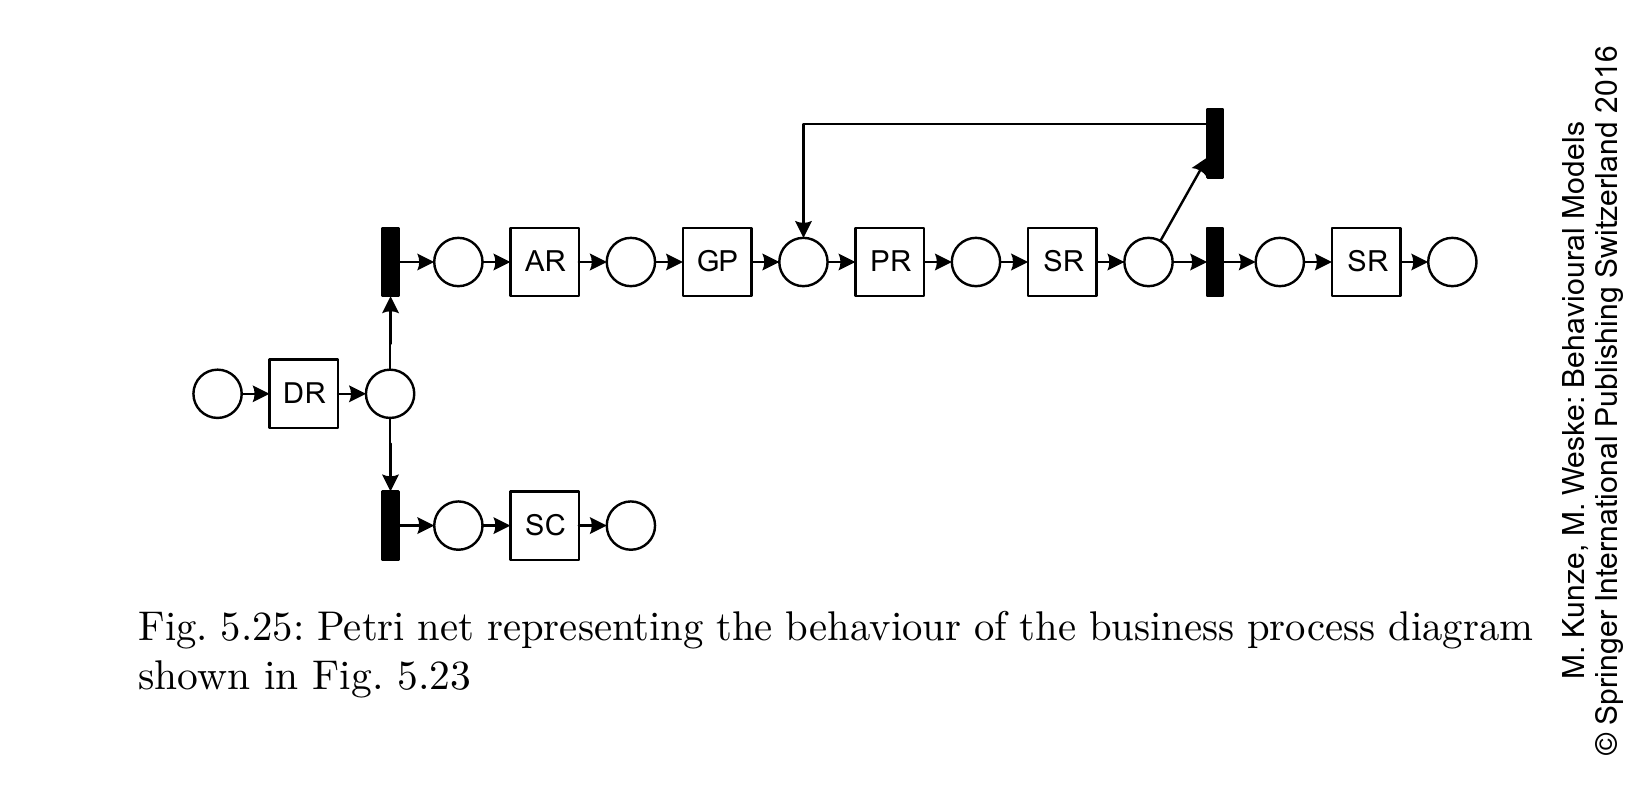 AR
GP
PR
SR
SR
DR
SC
Fig. 5.25: Petri net representing the behaviour of the business process diagram
shown in Fig. 5.23
M. Kunze, M. Weske: Behavioural Models
© Springer International Publishing Switzerland 2016